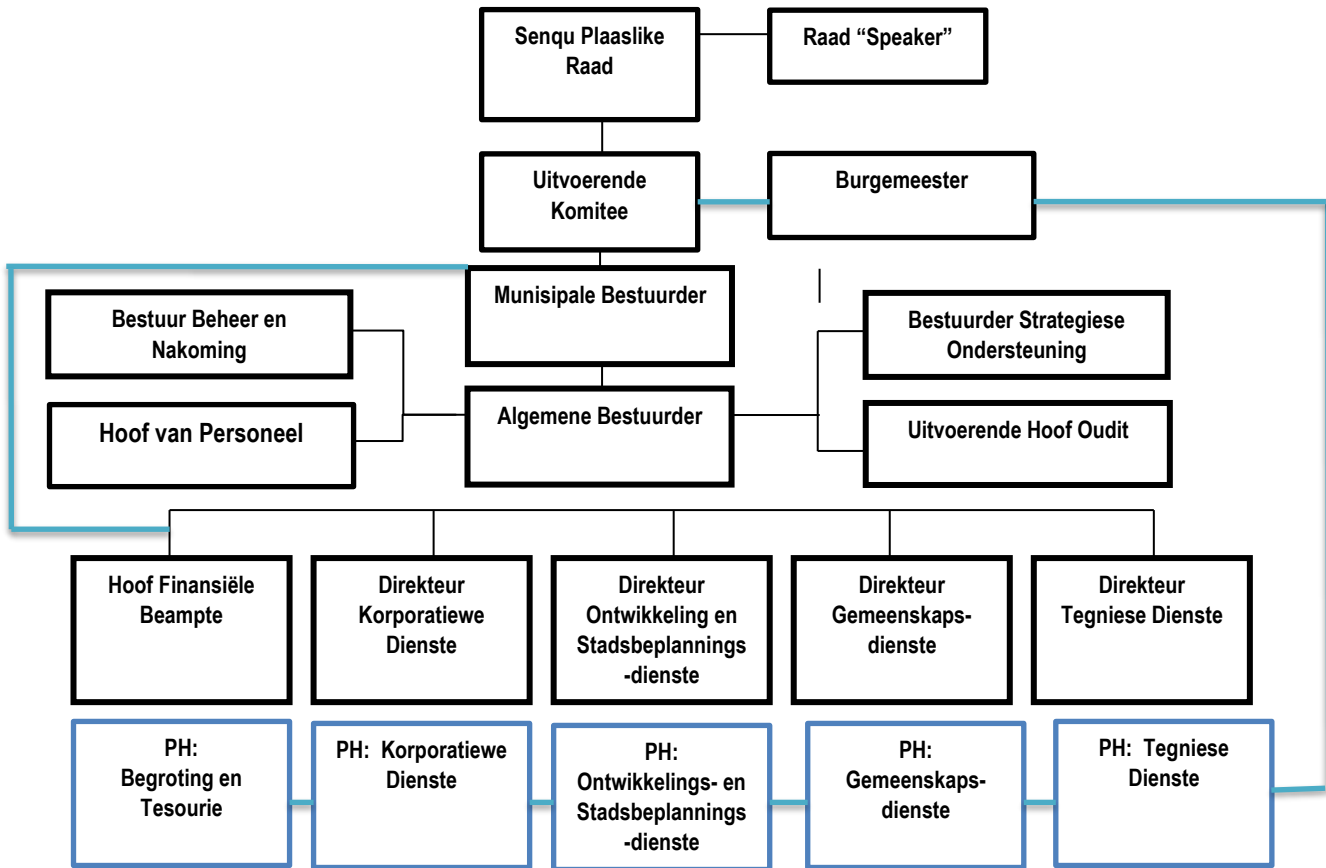 Senqu Plaaslike
Raad
Raad “Speaker”
Uitvoerende
Komitee
Burgemeester
Munisipale Bestuurder
Bestuur Beheer en
Nakoming
Bestuurder Strategiese
Ondersteuning
Algemene Bestuurder
Hoof van Personeel
Uitvoerende Hoof Oudit
Hoof Finansiële
Beampte
Direkteur
Korporatiewe
Dienste
Direkteur
Ontwikkeling en
Stadsbeplannings
-dienste
Direkteur
Gemeenskaps-
dienste
Direkteur
Tegniese Dienste
PH:
Begroting en
Tesourie
PH: Korporatiewe
Dienste
PH:
Ontwikkelings- en
Stadsbeplannings
-dienste
PH:
Gemeenskaps-
dienste
PH: Tegniese
Dienste